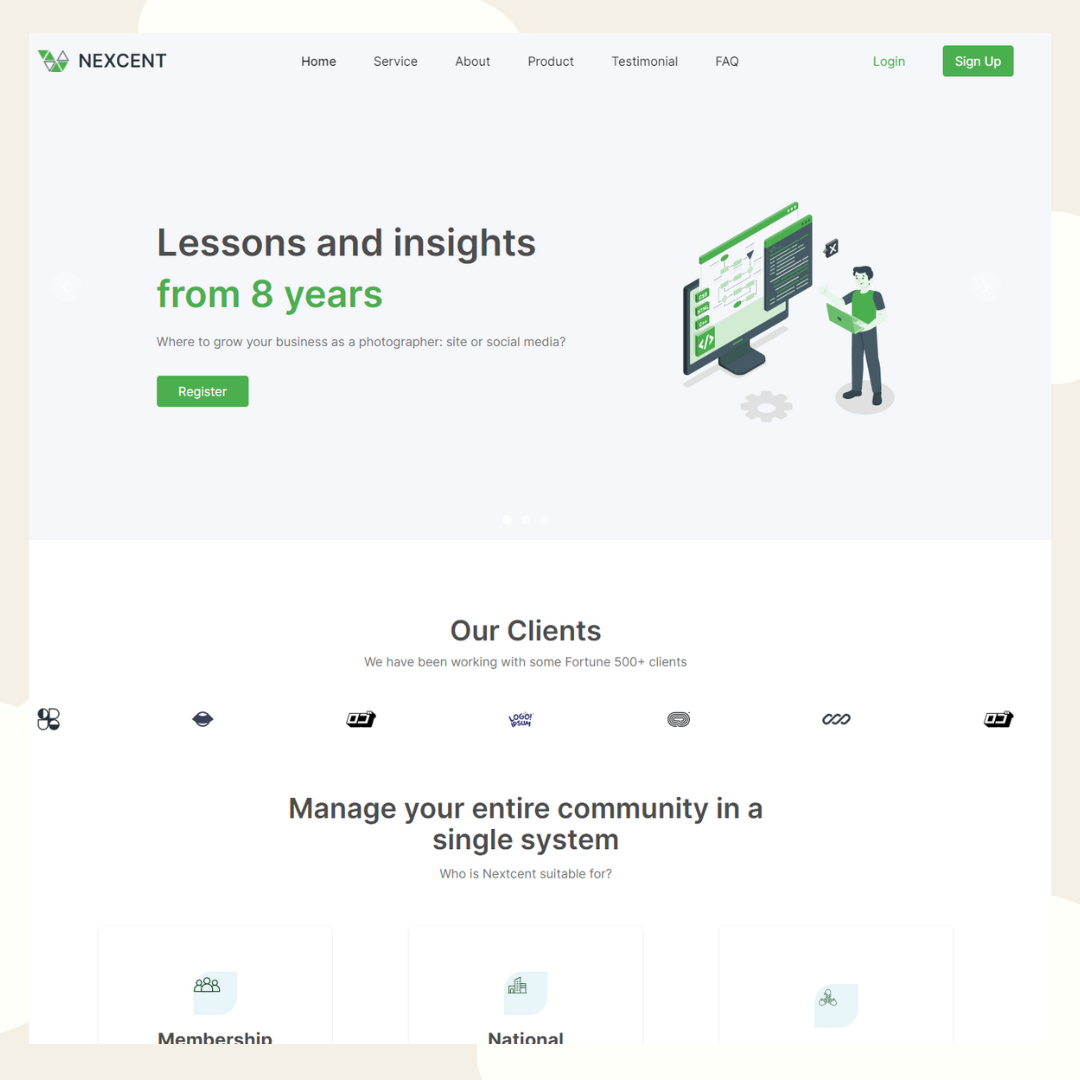 NEXCENT
Home Service About Product Testimonial FAQ Login Sign Up
Lessons and insights
from 8 years
Where to grow your business as a photographer: site or social media?
Register
Our Clients
We have been working with some Fortune 500+ clients
LOGO!
IPSUM
Manage your entire community in a
single system
Who is Nextcent suitable for?
Membership National